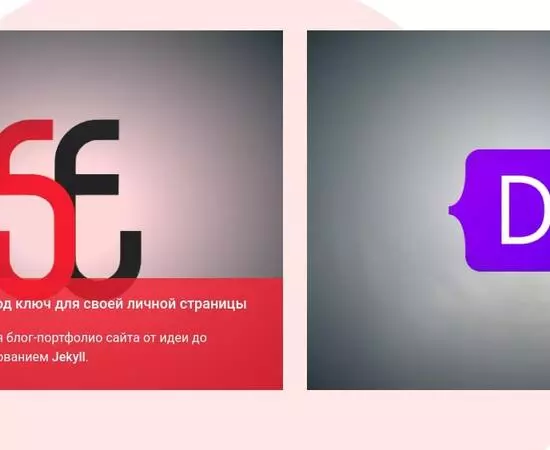 од ключ для своей личной страницы
я блог-портфолио сайта от идеи до
ованием Jekyll.
D